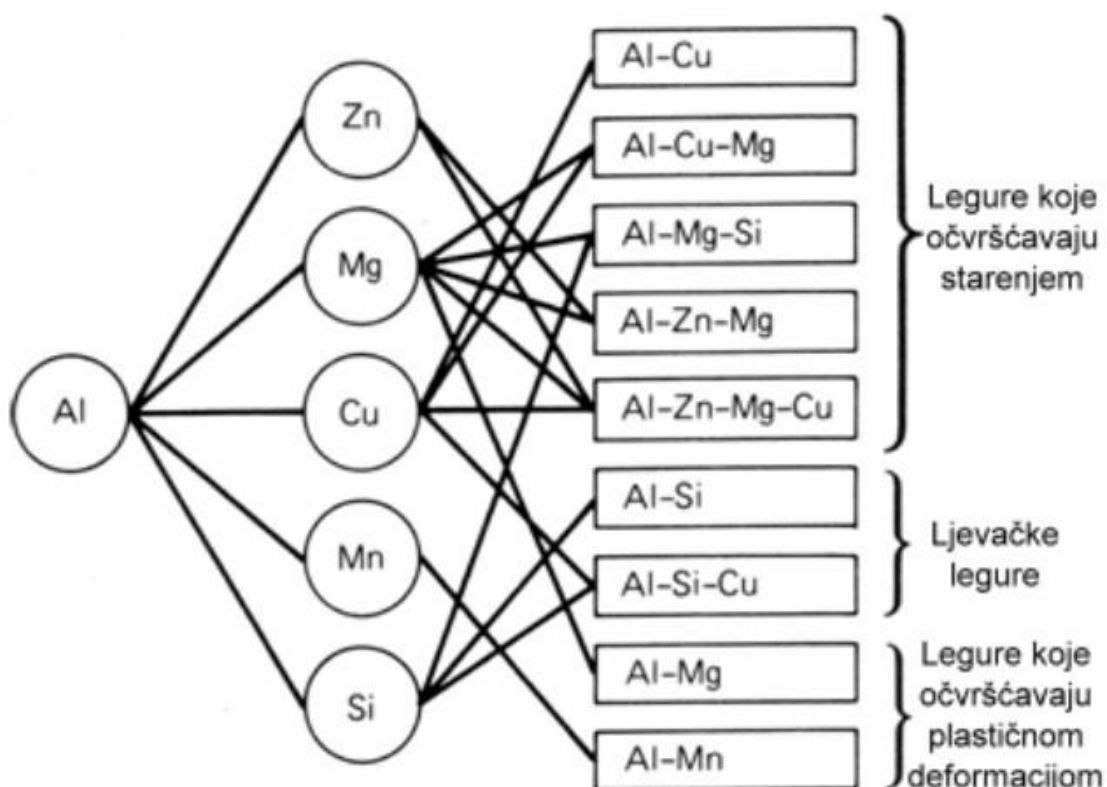 Al
Zn
Mg
Cu
Mn
Si
Al-Cu
Al-Cu-Mg
Al-Mg-Si
Al-Zn-Mg
Al-Zn-Mg-Cu
Al-Si
Al-Si-Cu
Al-Mg
Al-Mn
Legure koje
očvršćavaju
starenjem
Ljevačke
legure
Legure koje
očvršćavaju
plastičnom
deformacijom